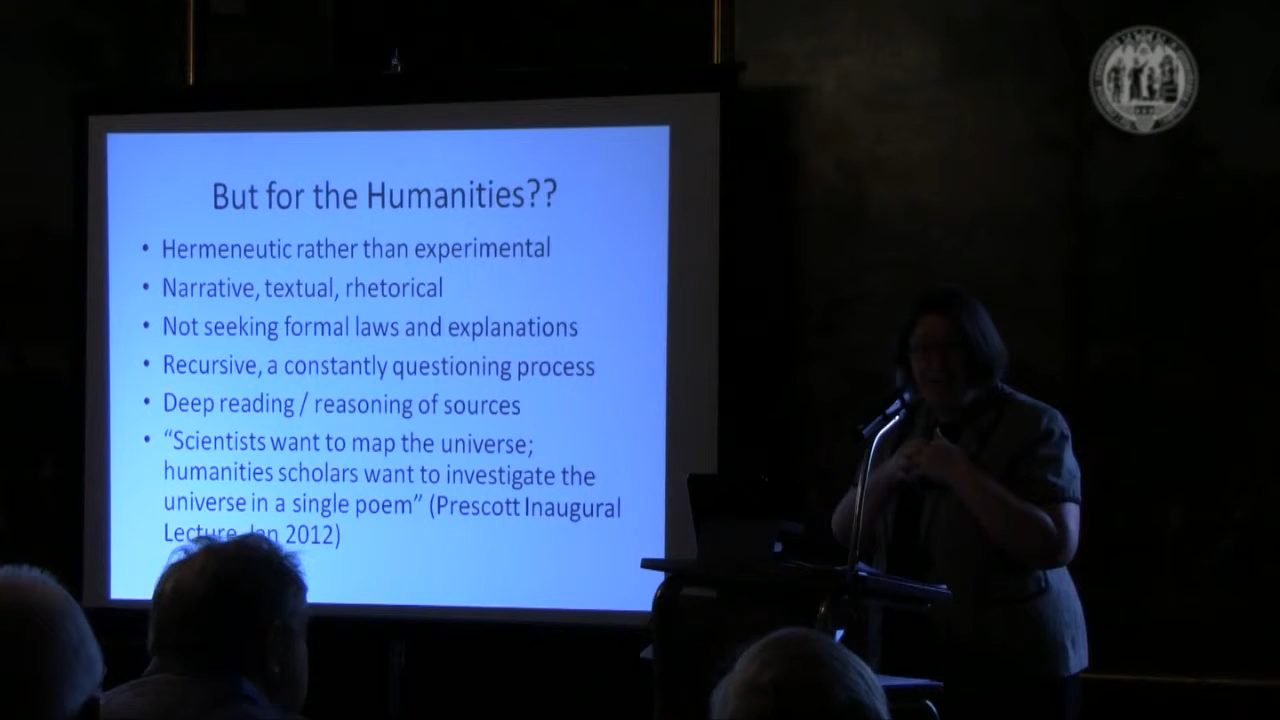 But for the Humanities??
• Hermeneutic rather than experimental
• Narrative, textual, rhetorical
• Not seeking formal laws and explanations
• Recursive, a constantly questioning process
• Deep reading / reasoning of sources
• “Scientists want to map the universe;
humanities scholars want to investigate the
universe in a single poem” (Prescott Inaugural
Lecture Jan 2012)